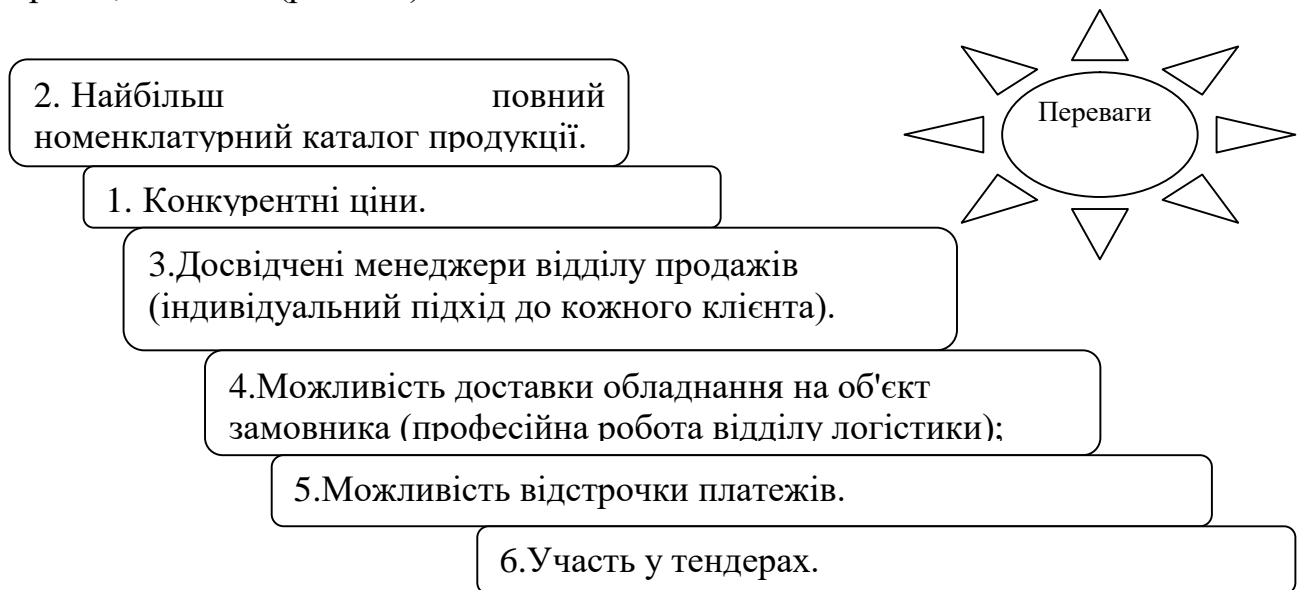 2. Найбільш повний
номенклатурний каталог продукції.
Переваги
1. Конкурентні ціни.
3.Досвідчені менеджери відділу продажів
(індивідуальний підхід до кожного клієнта).
4.Можливість доставки обладнання на об'єкт
замовника (професійна робота відділу логістики);
5.Можливість відстрочки платежів.
6.Участь у тендерах.